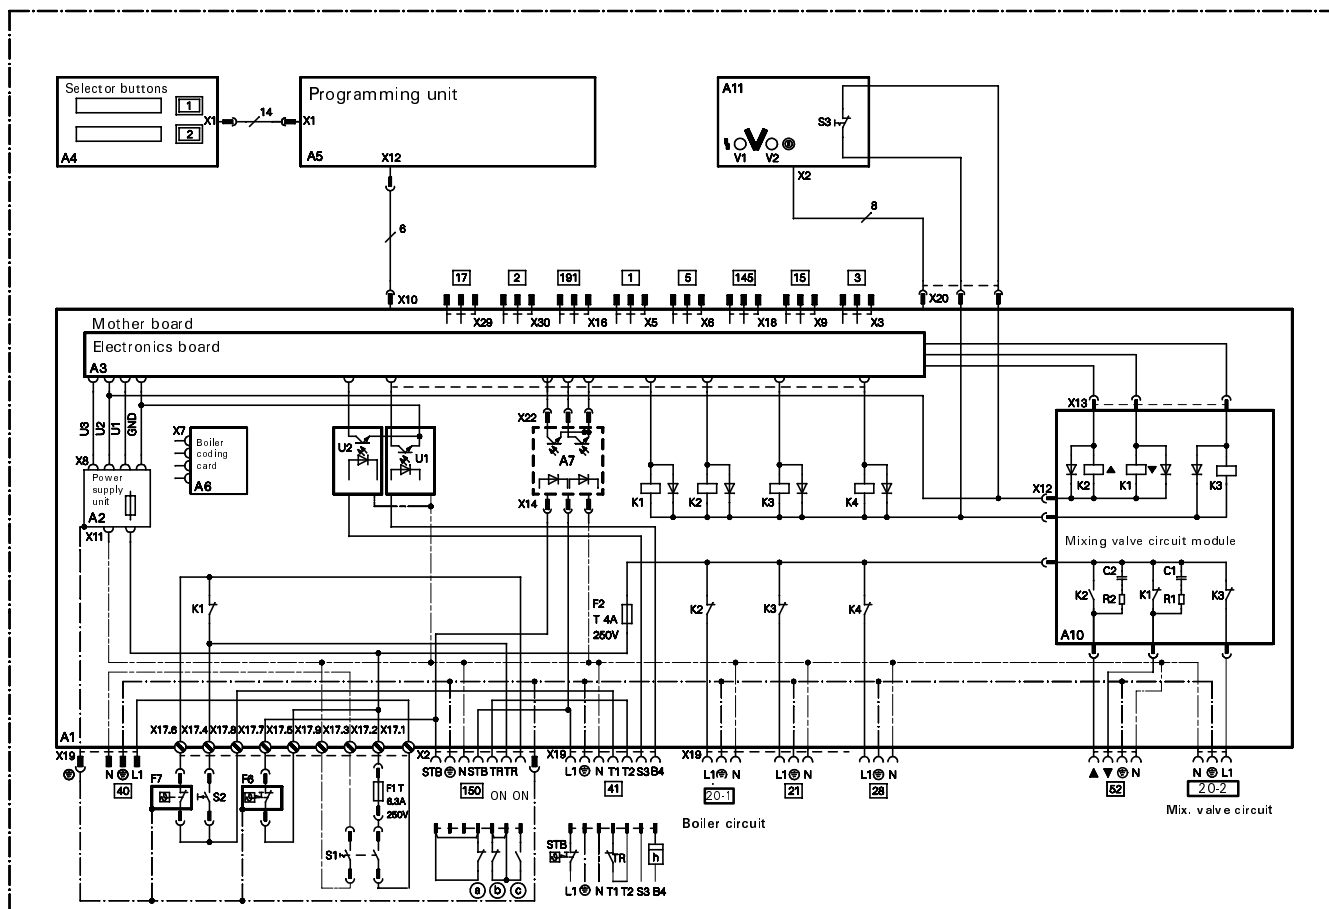 Selector buttons
1
2
X1
A4
14
X1
Programming unit
A5
X12
6
A11
S3
V1
V2
X2
8
17
2
191
1
5
145
15
3
X10
X29
X30
X16
X5
X6
X18
X9
X3
X20
Mother board
Electronics board
A3
U3
U2
U1
GND
X7
Boiler
coding
card
A6
X8
Power
supply
unit
A2
X11
U2
U1
X22
A7
X14
K1
K2
K3
K4
X13
X12
K2
▲
K1
▼
K3
Mixing valve circuit module
C2
C1
K2
R2
K1
R1
K3
A10
K1
F2
T 4A
250V
K2
K3
K4
A1
X17.6
X17.4
X17.8
X17.7
X17.5
X17.9
X17.3
X17.2
X17.1
X19
X2
X19
X19
N
L1
40
STB
N
STB
TR
TR
150
ON
ON
L1
N
T1
T2
S3
B4
41
L1
N
20-1
Boiler circuit
L1
N
21
L1
N
28
▲
▼
N
52
N
L1
20-2
Mix. valve circuit
F7
S2
F6
F1 T
6.3A
250V
S1
a
b
c
STB
TR
h
L1
N
T1
T2
S3
B4